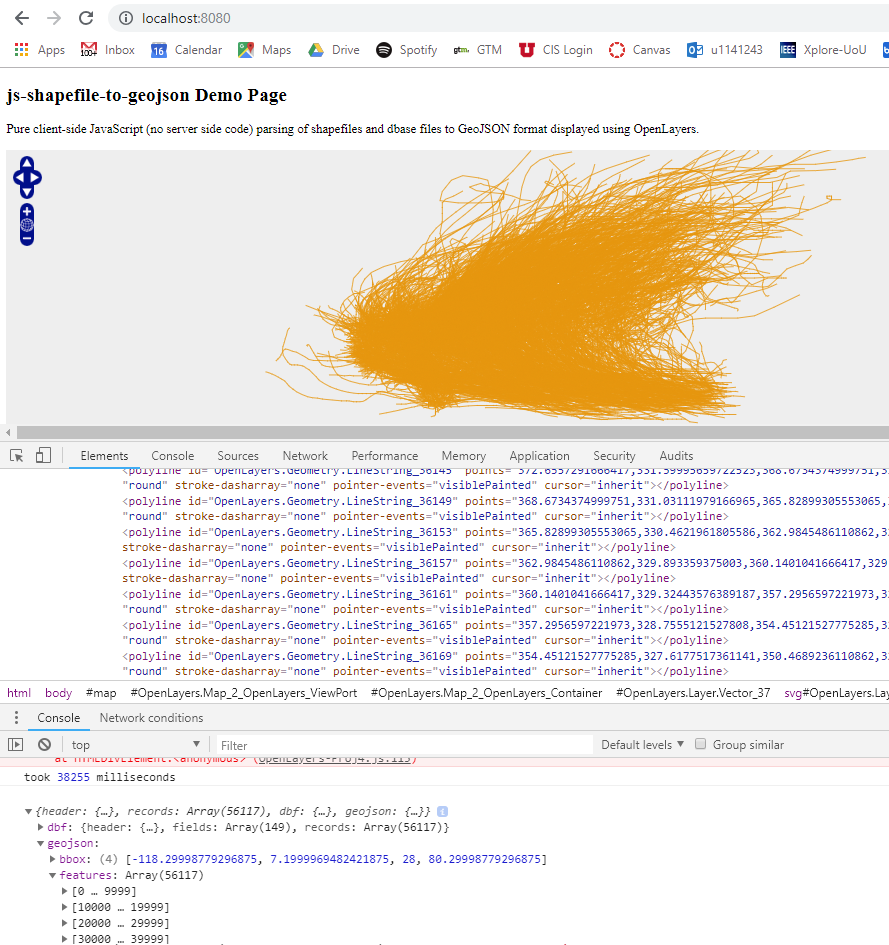 localhost:8080
Apps Inbox Calendar Maps Drive Spotify GTM CIS Login Canvas u1141243 Xplore-UoU
js-shapefile-to-geojson Demo Page
Pure client-side JavaScript (no server side code) parsing of shapefiles and dbase files to GeoJSON format displayed using OpenLayers.
Elements Console Sources Network Performance Memory Application Security Audits
<polyline id="OpenLayers.Geometry.LineString_36145" points="372.6557291666417,331.59995659722523,368.6734374999751,3
"round" stroke-dasharray="none" pointer-events="visiblePainted" cursor="inherit"></polyline>
<polyline id="OpenLayers.Geometry.LineString_36149" points="368.6734374999751,331.03111979166965,365.82899305553065,
"round" stroke-dasharray="none" pointer-events="visiblePainted" cursor="inherit"></polyline>
<polyline id="OpenLayers.Geometry.LineString_36153" points="365.82899305553065,330.4621961805586,362.9845486110862,3
stroke-dasharray="none" pointer-events="visiblePainted" cursor="inherit"></polyline>
<polyline id="OpenLayers.Geometry.LineString_36157" points="362.9845486110862,329.893359375003,360.1401041666417,329
stroke-dasharray="none" pointer-events="visiblePainted" cursor="inherit"></polyline>
<polyline id="OpenLayers.Geometry.LineString_36161" points="360.1401041666417,329.32443576389187,357.2956597221973,3
"round" stroke-dasharray="none" pointer-events="visiblePainted" cursor="inherit"></polyline>
<polyline id="OpenLayers.Geometry.LineString_36165" points="357.2956597221973,328.7555121527808,354.45121527775285,3
"round" stroke-dasharray="none" pointer-events="visiblePainted" cursor="inherit"></polyline>
<polyline id="OpenLayers.Geometry.LineString_36169" points="354.45121527775285,327.6177517361141,350.4689236110862,3
"round" stroke-dasharray="none" pointer-events="visiblePainted" cursor="inherit"></polyline>
html body #map #OpenLayers.Map_2_OpenLayers_ViewPort #OpenLayers.Map_2_OpenLayers_Container #OpenLayers.Layer.Vector_37 svg#OpenLayers.Lay
Console Network conditions
top Filter Default levels Group similar
at HTMLDivElement.<anonymous> (OpenLayers-Proj4.js:115)
took 38255 milliseconds
{header: {…}, records: Array(56117), dbf: {…}, geojson: {…}}
dbf: {header: {…}, fields: Array(149), records: Array(56117)}
geojson:
bbox: (4) [-118.29998779296875, 7.1999969482421875, 28, 80.29998779296875]
features: Array(56117)
[0 … 9999]
[10000 … 19999]
[20000 … 29999]
[30000 … 39999]